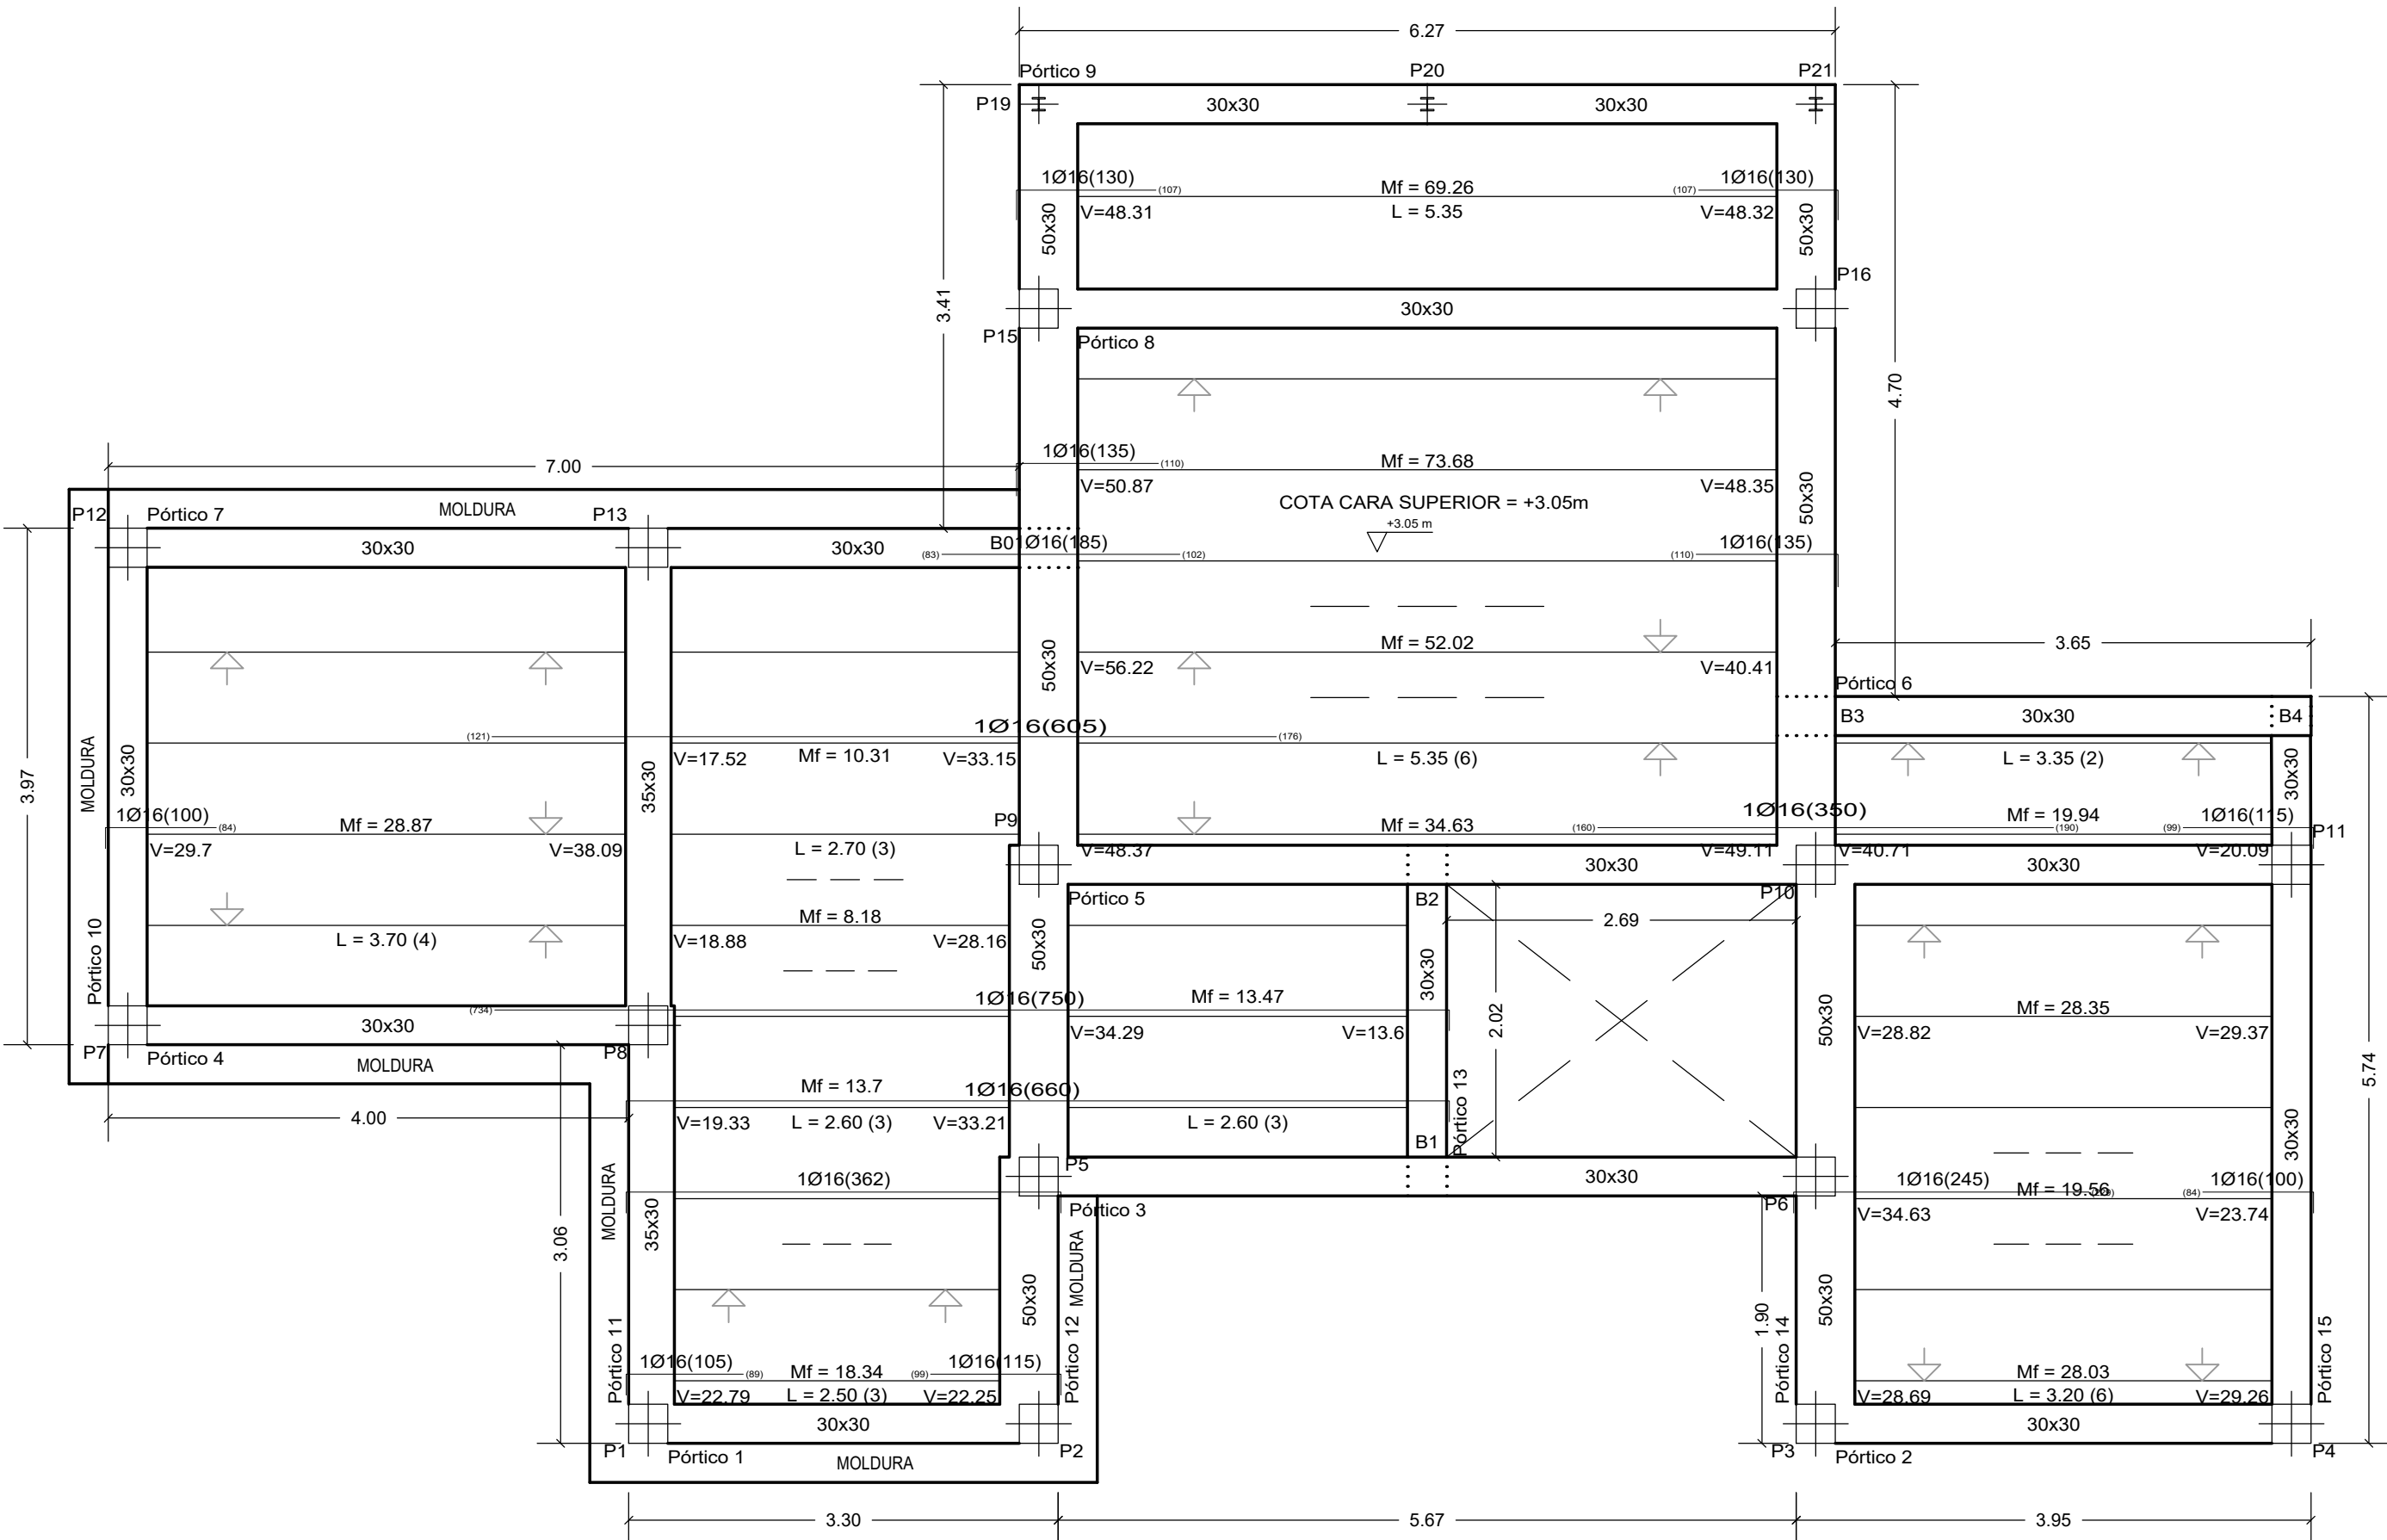 6.27
Pórtico 9
P20
P21
P19
30x30
30x30
1Ø16(130)
(107)
Mf = 69.26
(107)
1Ø16(130)
V=48.31
L = 5.35
V=48.32
50x30
50x30
P16
3.41
30x30
P15
Pórtico 8
4.70
1Ø16(135)
(110)
Mf = 73.68
7.00
V=50.87
V=48.35
50x30
COTA CARA SUPERIOR = +3.05m
+3.05 m
P12
Pórtico 7
MOLDURA
P13
30x30
30x30
B0
1Ø16(185)
(83)
(102)
(110)
1Ø16(135)
Mf = 52.02
V=56.22
V=40.41
50x30
3.65
Pórtico 6
B3
30x30
B4
1Ø16(605)
(121)
(176)
V=17.52
Mf = 10.31
V=33.15
L = 5.35 (6)
L = 3.35 (2)
30x30
MOLDURA
30x30
35x30
3.97
1Ø16(100)
(84)
Mf = 28.87
P9
Mf = 34.63
(160)
1Ø16(350)
Mf = 19.94
(190)
(99)
1Ø16(115)
P11
V=29.7
V=38.09
L = 2.70 (3)
V=48.37
V=49.11
V=40.71
V=20.09
30x30
30x30
Pórtico 5
B2
P10
Mf = 8.18
2.69
Pórtico 10
L = 3.70 (4)
V=18.88
V=28.16
50x30
30x30
1Ø16(750)
(734)
Mf = 13.47
Mf = 28.35
30x30
V=34.29
V=13.6
2.02
50x30
V=28.82
V=29.37
P7
Pórtico 4
P8
MOLDURA
5.74
Mf = 13.7
1Ø16(660)
Pórtico 13
4.00
V=19.33
L = 2.60 (3)
V=33.21
L = 2.60 (3)
B1
30x30
P5
1Ø16(362)
30x30
1Ø16(245)
Mf = 19.56
(84)
1Ø16(100)
MOLDURA
35x30
Pórtico 3
P6
V=34.63
V=23.74
3.06
50x30
MOLDURA
1.90
50x30
Pórtico 11
Pórtico 12
Pórtico 14
Pórtico 15
1Ø16(105)
(89)
Mf = 18.34
(99)
1Ø16(115)
Mf = 28.03
V=22.79
L = 2.50 (3)
V=22.25
V=28.69
L = 3.20 (6)
V=29.26
30x30
30x30
P1
Pórtico 1
P2
P3
Pórtico 2
P4
MOLDURA
3.30
5.67
3.95